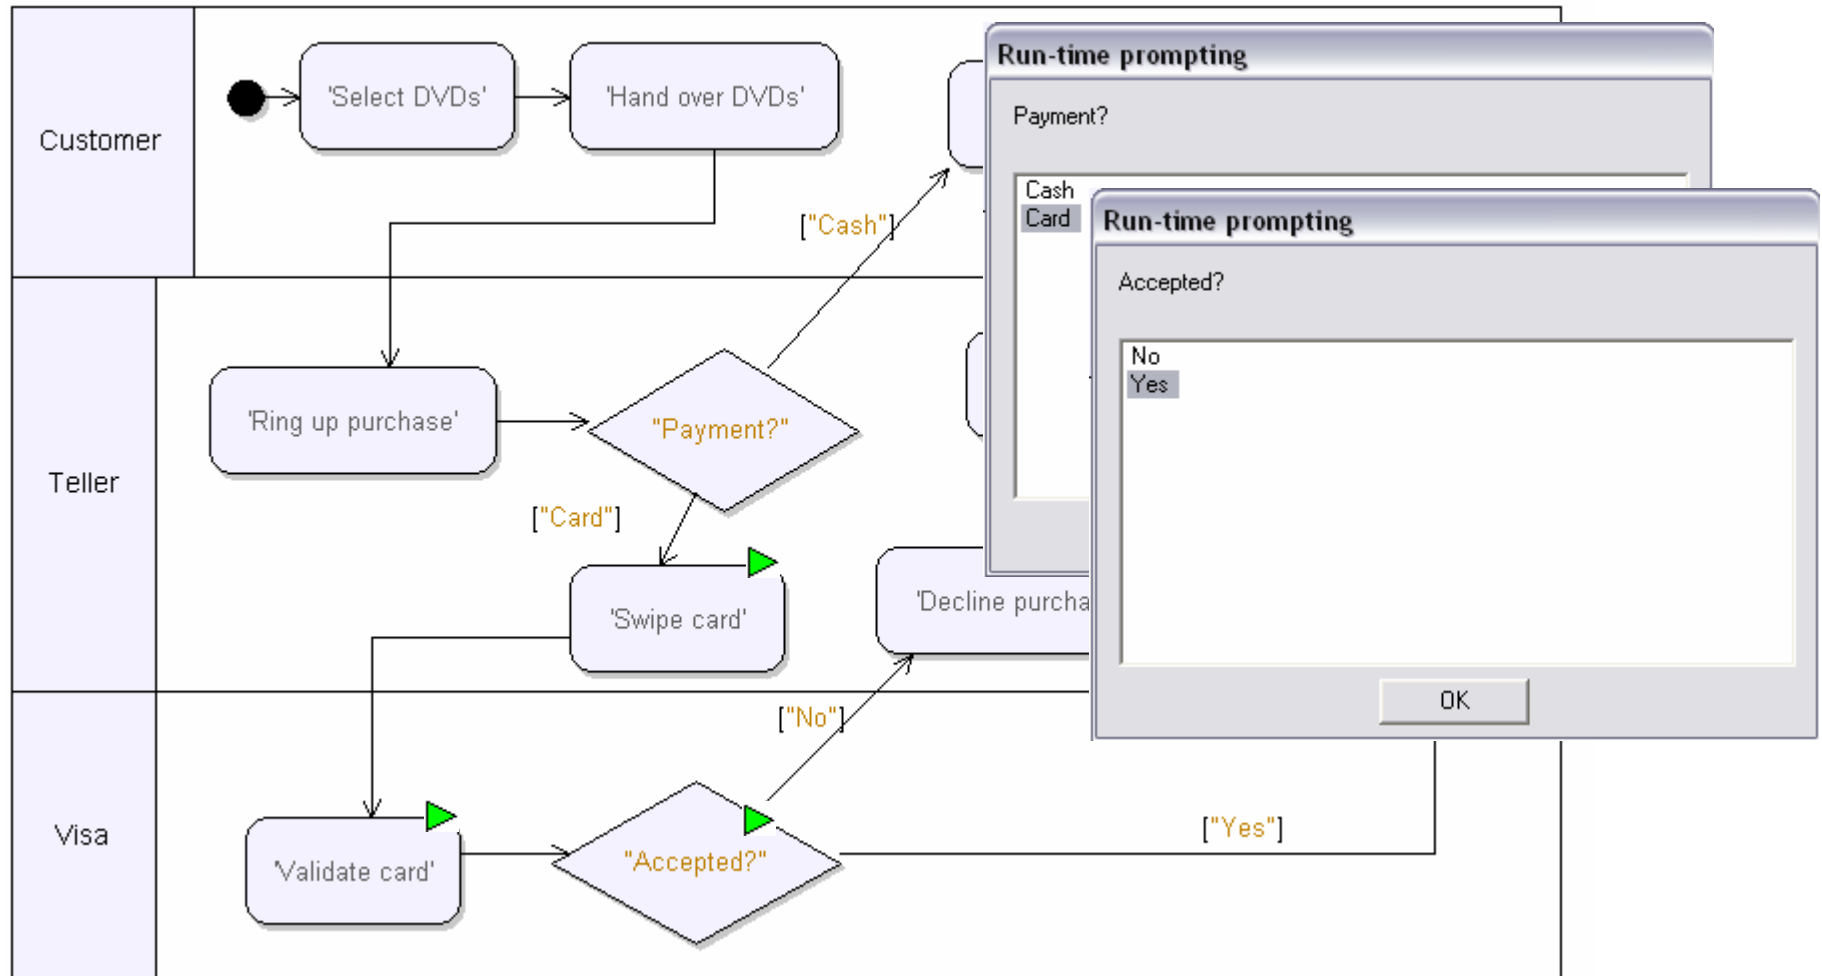 Customer
'Select DVDs'
'Hand over DVDs'
["Cash"]
Teller
'Ring up purchase'
"Payment?"
["Card"]
'Swipe card'
'Decline purcha
["No"]
Visa
'Validate card'
"Accepted?"
["Yes"]
Run-time prompting
Payment?
Cash
Card
Run-time prompting
Accepted?
No
Yes
OK